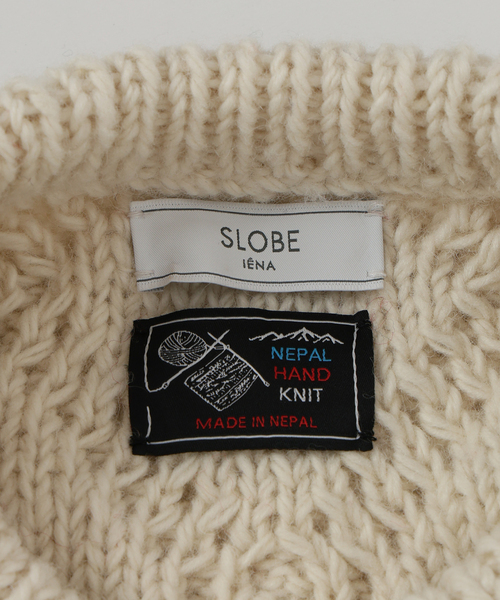 SLOBE
IÉNA
NEPAL
HAND
KNIT
MADE IN NEPAL